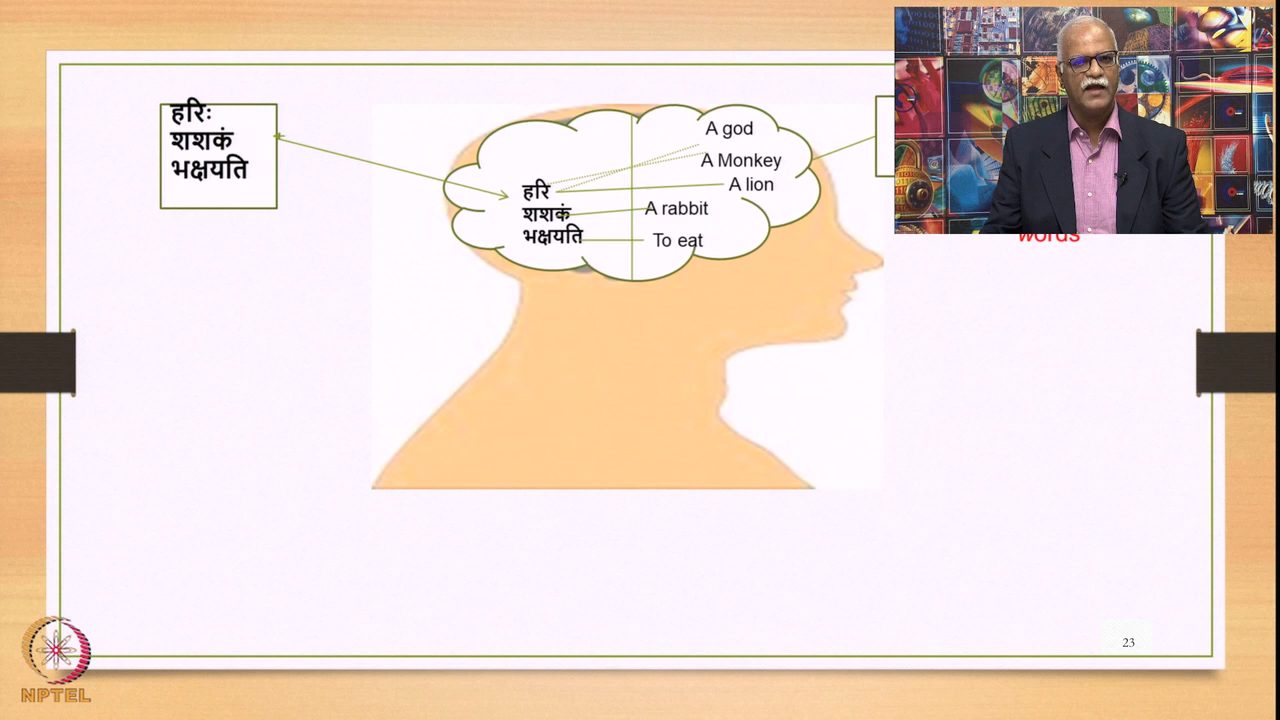 हरिः
शशकं
भक्षयति
A god
A Monkey
A lion
हरि
शशकं
A rabbit
भक्षयति
To eat
words
23
NPTEL